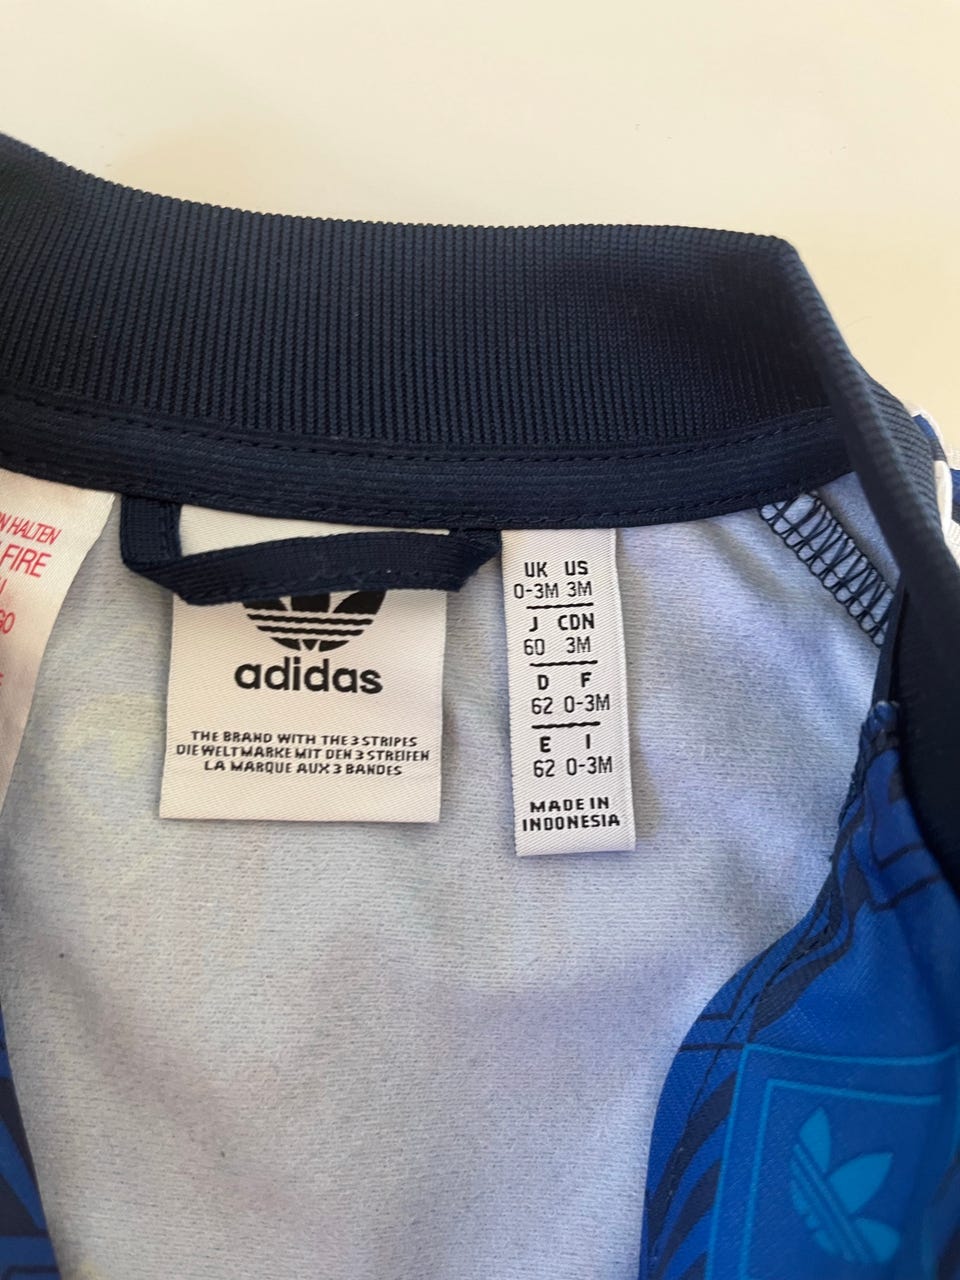 N HALTEN
FIRE
adidas
THE BRAND WITH THE 3 STRIPES
DIE WELTMARKE MIT DEN 3 STREIFEN
LA MARQUE AUX 3 BANDES
UK US
0-3M 3M
J CDN
60 3M
D F
62 0-3M
E I
62 0-3M
MADE IN
INDONESIA